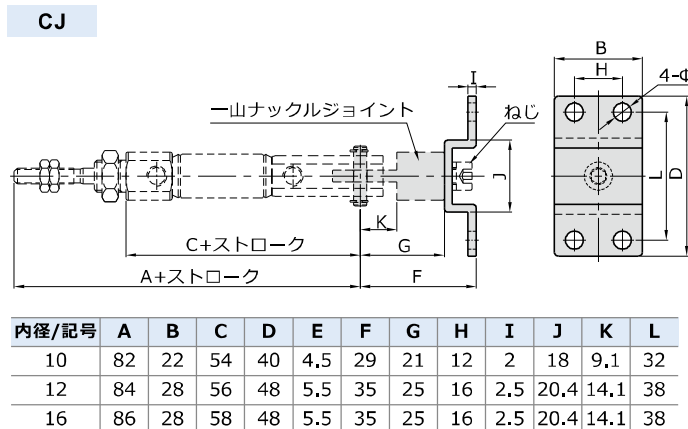 CJ
B
H
4-Φ
I
一山ナックルジョイント
ねじ
J
L
D
K
C+ストローク
G
A+ストローク
F
内径/記号 A B C D E F G H I J K L
10 82 22 54 40 4.5 29 21 12 2 18 9.1 32
12 84 28 56 48 5.5 35 25 16 2.5 20.4 14.1 38
16 86 28 58 48 5.5 35 25 16 2.5 20.4 14.1 38